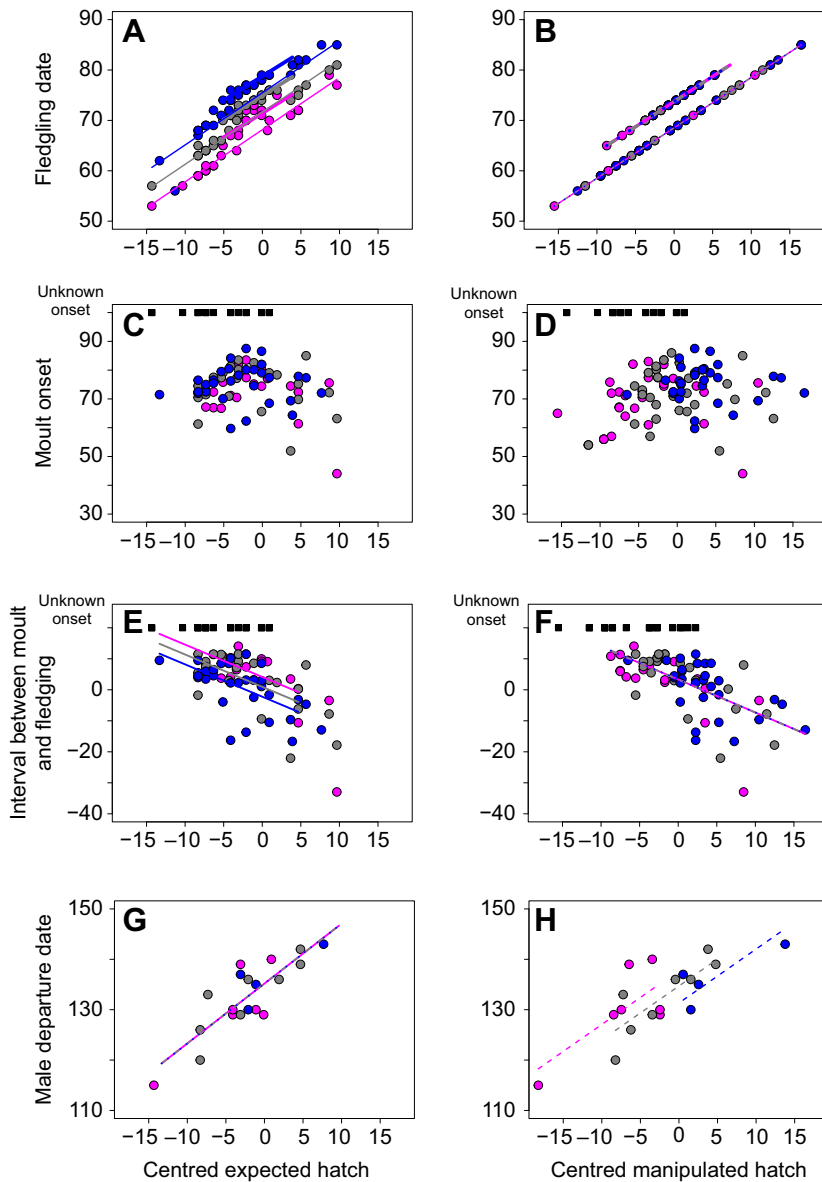 A
B
Fledgling date
90
80
70
60
50
90
80
70
60
50
−15 −10 −5 0 5 10 15
−15 −10 −5 0 5 10 15
Unknown onset
Unknown onset
C
D
Moult onset
90
70
50
30
90
70
50
30
−15 −10 −5 0 5 10 15
−15 −10 −5 0 5 10 15
Unknown onset
Unknown onset
E
F
Interval between moult
and fledging
0
−20
−40
0
−20
−40
−15 −10 −5 0 5 10 15
−15 −10 −5 0 5 10 15
G
H
Male departure date
150
130
110
150
130
110
−15 −10 −5 0 5 10 15
−15 −10 −5 0 5 10 15
Centred expected hatch
Centred manipulated hatch